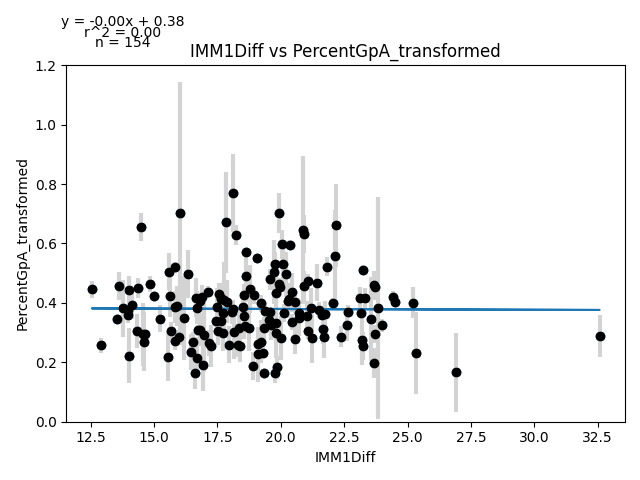 y = -0.00x + 0.38
r^2 = 0.00
n = 154
IMM1Diff vs PercentGpA_transformed
1.2
1.0
0.8
0.6
0.4
0.2
0.0
PercentGpA_transformed
12.5 15.0 17.5 20.0 22.5 25.0 27.5 30.0 32.5
IMM1Diff